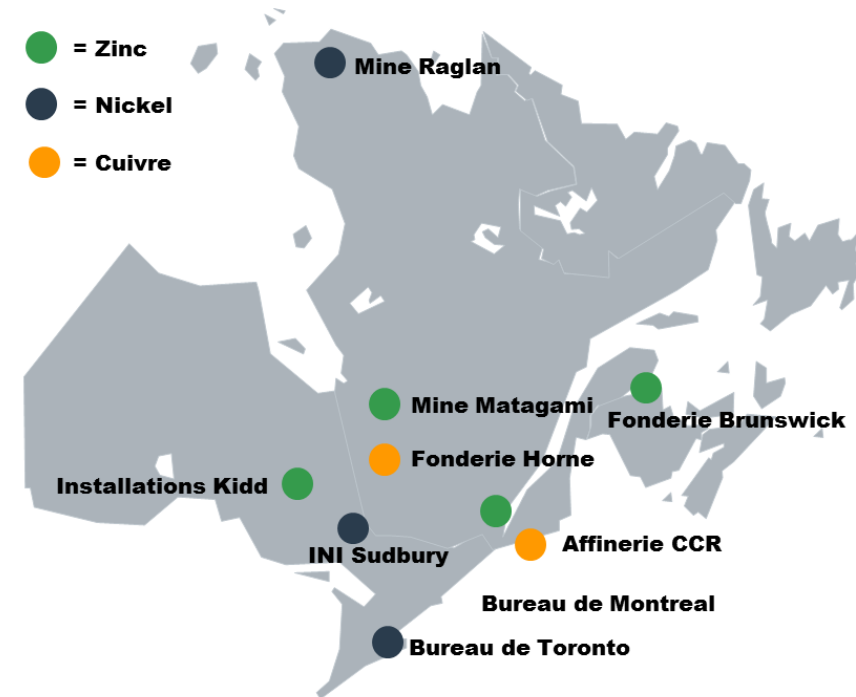 = Zinc
= Nickel
= Cuivre
Mine Raglan
Mine Matagami
Fonderie Brunswick
Fonderie Horne
Installations Kidd
Affinerie CCR
INI Sudbury
Bureau de Montreal
Bureau de Toronto